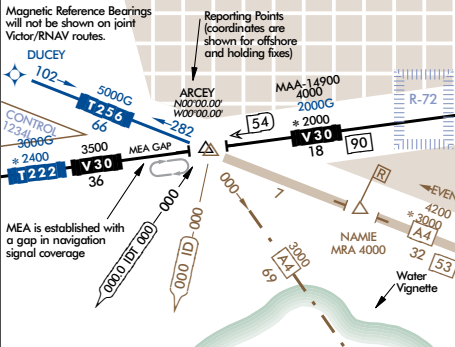 Magnetic Reference Bearings
will not be shown on joint
Victor/RNAV routes.
Reporting Points
(coordinates are
shown for offshore
and holding fixes)
DUCEY
102
5000G
T256
66
282
ARCEY
N00°00.00'
W00°00.00'
MAA-14900
4000
2000G
*2000
V30
18
54
90
R-72
CONTROL
1234L
3000G
*2400
T222
3500
V30
36
MEA GAP
MEA is established with
a gap in navigation
signal coverage
000
000.0 IDT 000
000
000 ID
000
7
R
EVEN
4200
*3000
A4
32
53
NAMIE
MRA 4000
3000
A4
69
Water
Vignette